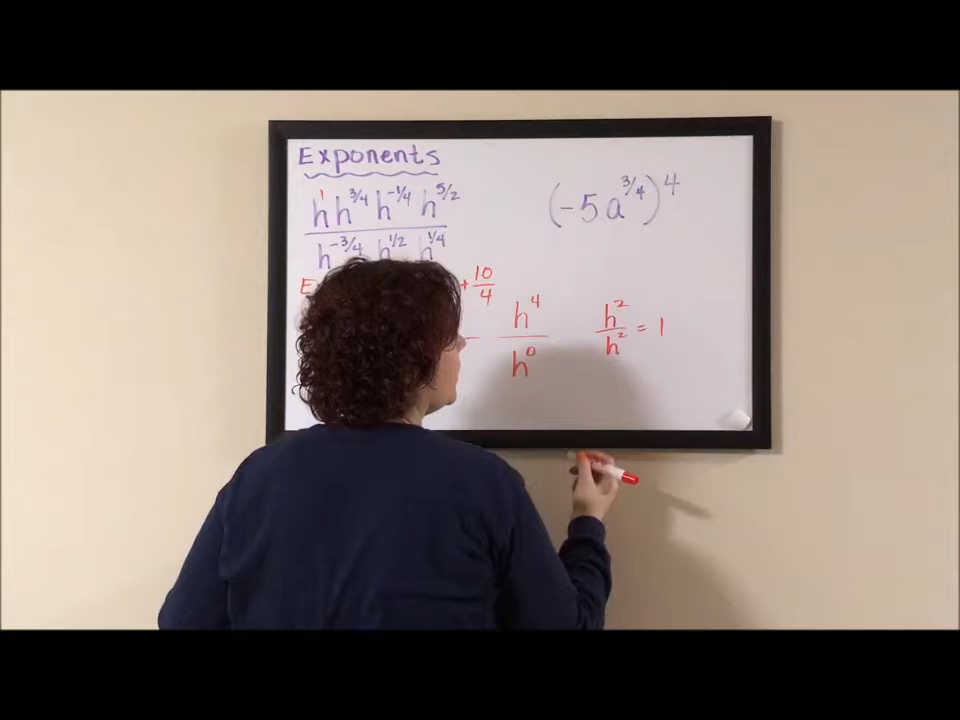 Exponents
h¹ h^3/4 h^-1/4 h^5/2
h^-3/4 h^1/2 h^1/4
E + 10/4
h⁴/h⁰
h²/h² = 1
(-5a^3/4)⁴